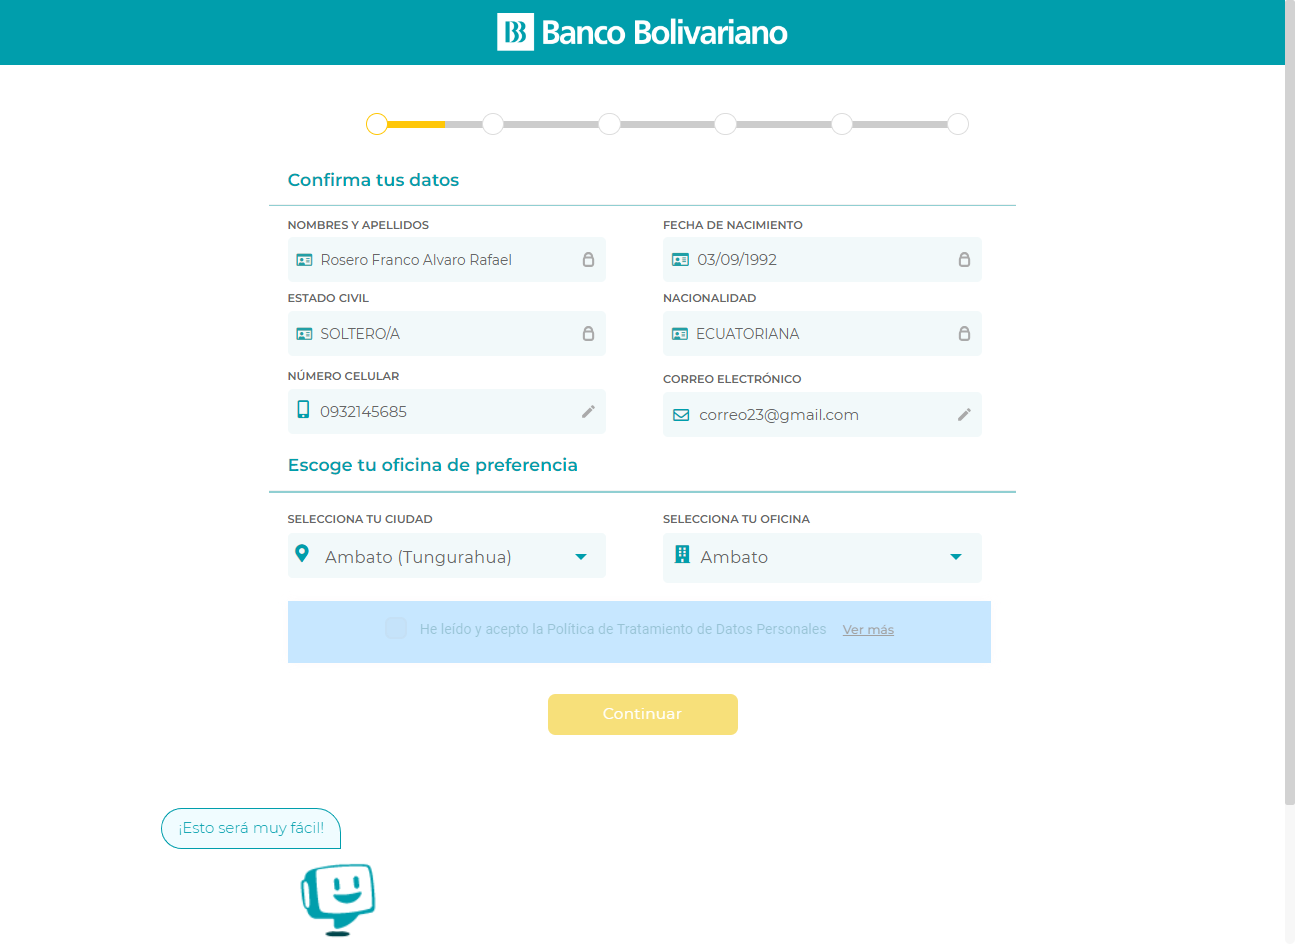 Banco Bolivariano
Confirma tus datos
NOMBRES Y APELLIDOS
Rosero Franco Alvaro Rafael
FECHA DE NACIMIENTO
03/09/1992
ESTADO CIVIL
SOLTERO/A
NACIONALIDAD
ECUATORIANA
NÚMERO CELULAR
0932145685
CORREO ELECTRÓNICO
correo23@gmail.com
Escoge tu oficina de preferencia
SELECCIONA TU CIUDAD
Ambato (Tungurahua)
SELECCIONA TU OFICINA
Ambato
He leído y acepto la Política de Tratamiento de Datos Personales Ver más
Continuar
¡Esto será muy fácil!